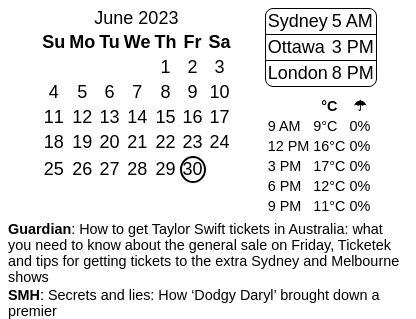 June 2023
Su Mo Tu We Th Fr Sa
1 2 3
4 5 6 7 8 9 10
11 12 13 14 15 16 17
18 19 20 21 22 23 24
25 26 27 28 29 30
Sydney 5 AM
Ottawa 3 PM
London 8 PM
°C ☂
9 AM 9°C 0%
12 PM 16°C 0%
3 PM 17°C 0%
6 PM 12°C 0%
9 PM 11°C 0%
Guardian: How to get Taylor Swift tickets in Australia: what
you need to know about the general sale on Friday, Ticketek
and tips for getting tickets to the extra Sydney and Melbourne
shows
SMH: Secrets and lies: How ‘Dodgy Daryl’ brought down a
premier